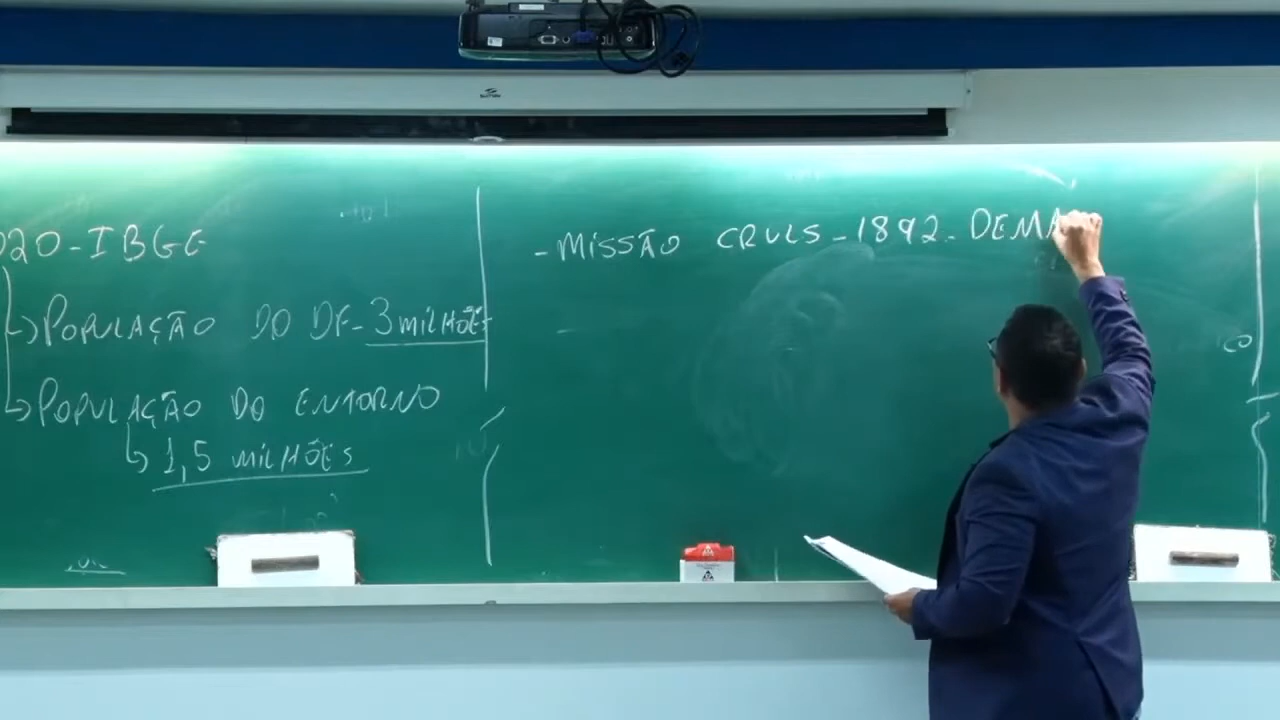 020-IBGE
População do DF-3 milhões
População do entorno
1,5 milhões
- Missão CRULS - 1892 - DEMA